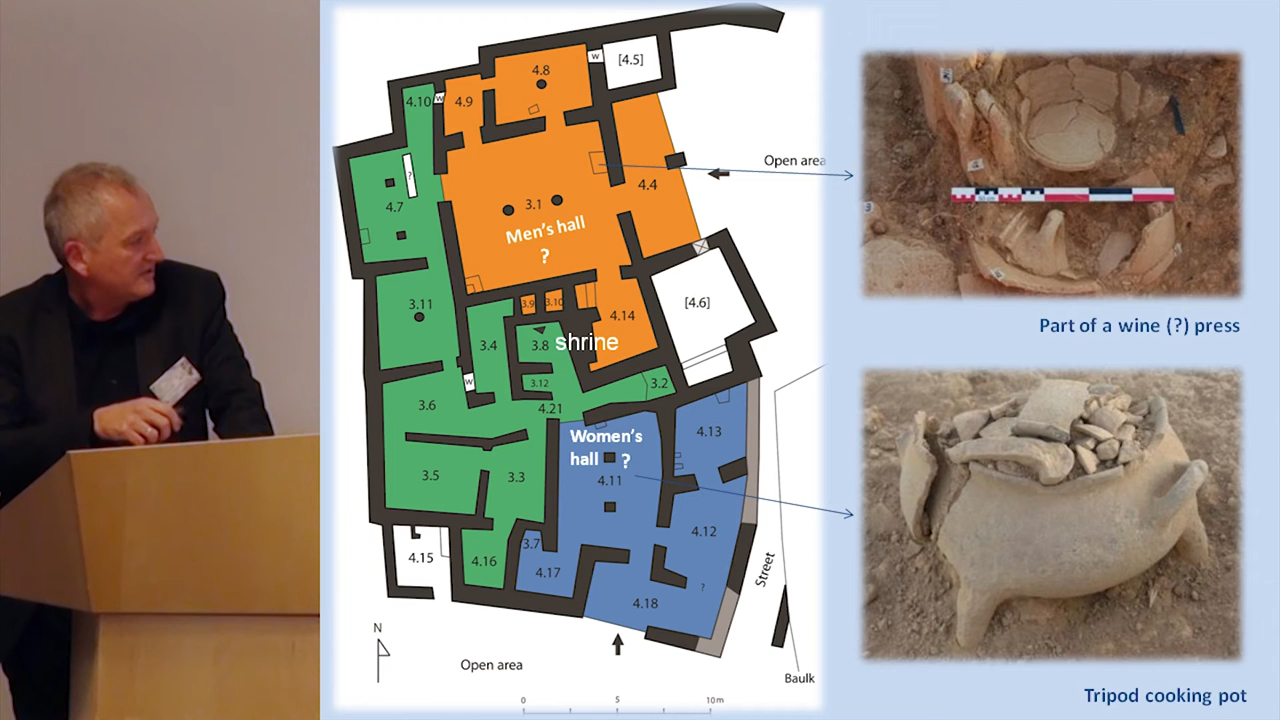 [4.5]
w
4.8
4.10
w
4.9
Open area
?
4.7
4.4
3.1
Men's hall
?
3.11
[4.6]
3.9
3.10
4.14
3.4
3.8
shrine
w
3.12
3.2
3.6
4.21
Women's
hall ?
4.13
3.5
3.3
4.11
4.12
3.7
4.15
4.16
4.17
?
4.18
Street
N
Open area
Baulk
0 5 10m
Part of a wine (?) press
Tripod cooking pot